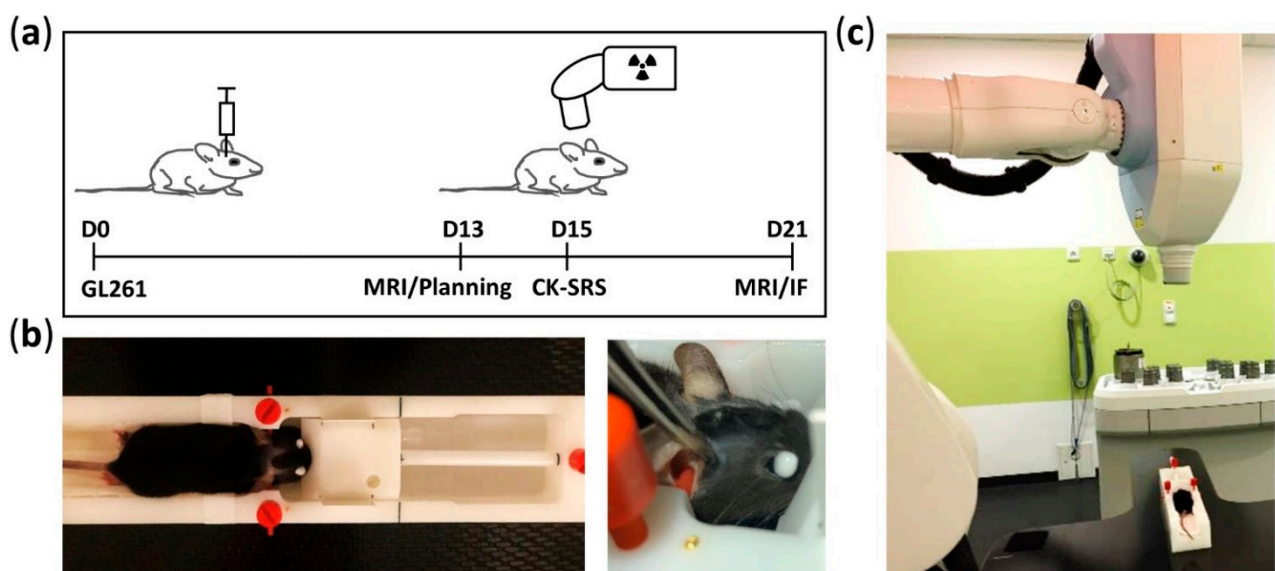 (a)
D0 D13 D15 D21
GL261 MRI/Planning CK-SRS MRI/IF
(b)
(c)